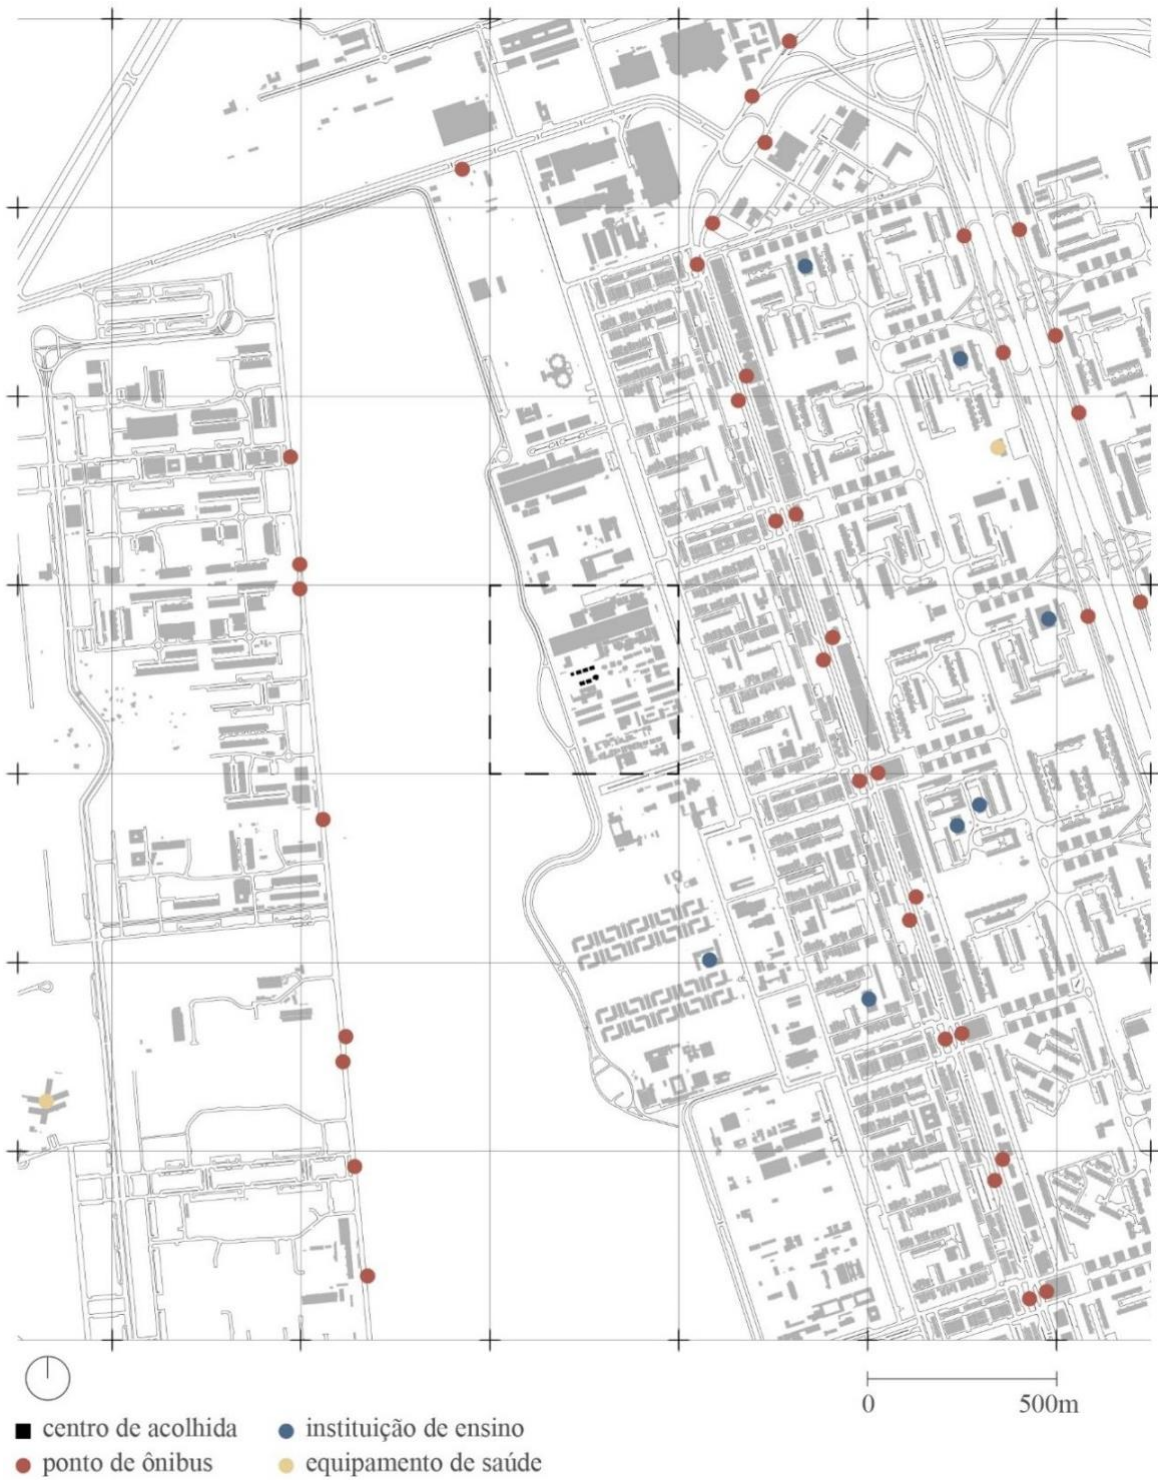 0 500m
centro de acolhida instituição de ensino
ponto de ônibus equipamento de saúde